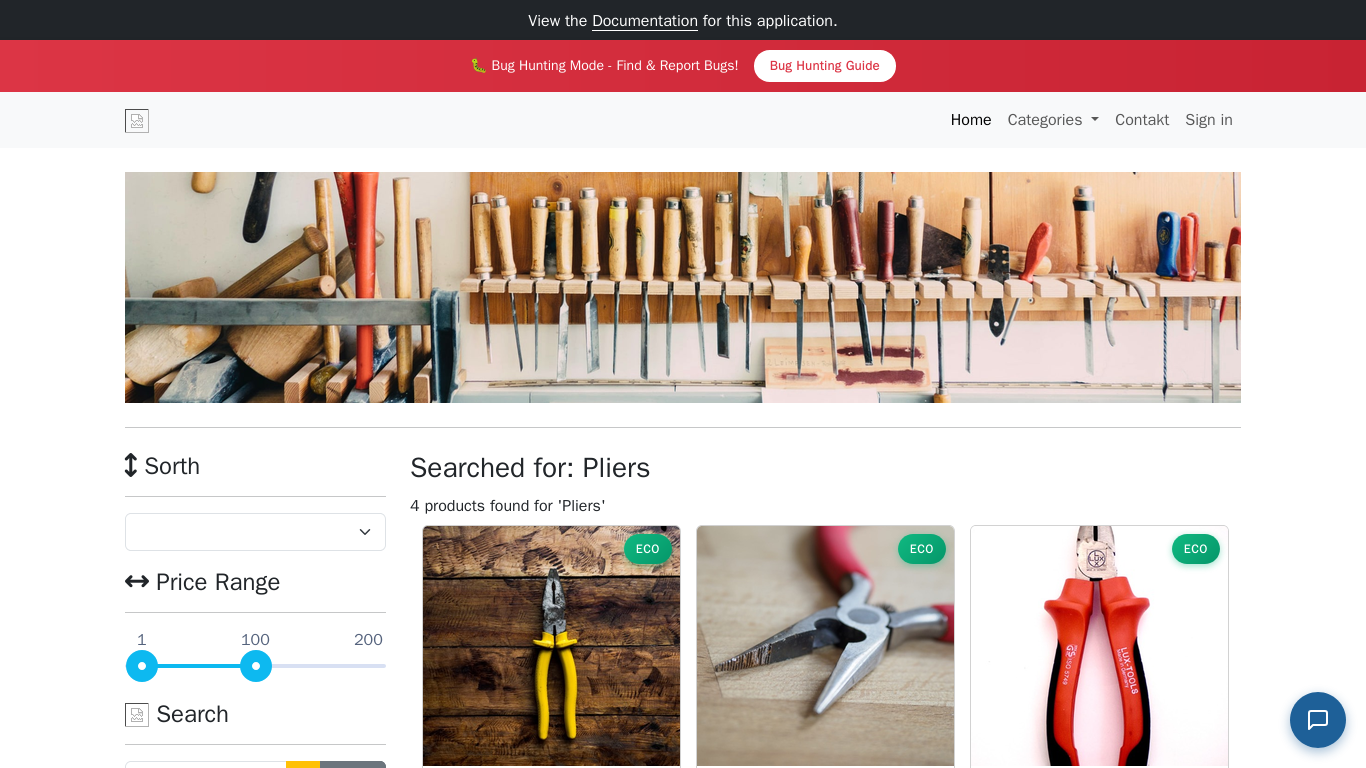 View the Documentation for this application.
🐛 Bug Hunting Mode - Find & Report Bugs!
Bug Hunting Guide
Home
Categories
Contakt
Sign in
Sorth
Searched for: Pliers
4 products found for 'Pliers'
ECO
ECO
ECO
Price Range
1
100
200
Search
LUX-TOOLS